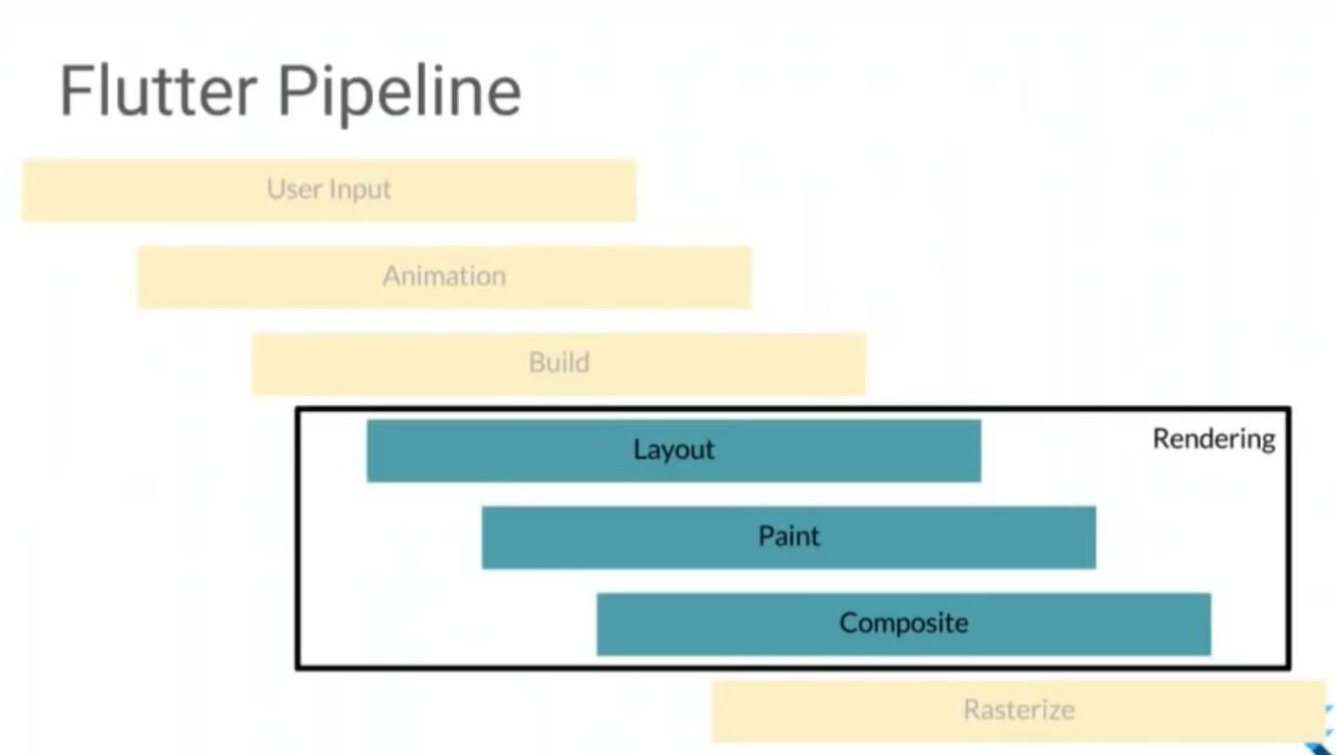 Flutter Pipeline
User Input
Animation
Build
Rendering
Layout
Paint
Composite
Rasterize